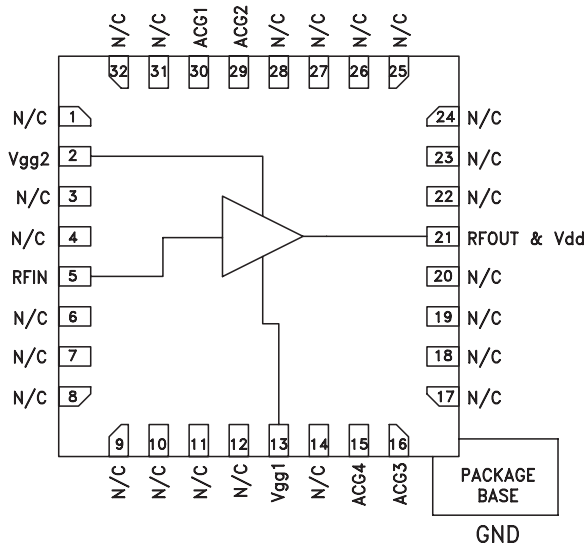 N/C N/C ACG1 ACG2 N/C N/C N/C N/C
32 31 30 29 28 27 26 25
N/C 1 24 N/C
Vgg2 2 23 N/C
N/C 3 22 N/C
N/C 4 21 RFOUT & Vdd
RFIN 5 20 N/C
N/C 6 19 N/C
N/C 7 18 N/C
N/C 8 17 N/C
9 10 11 12 13 14 15 16
N/C N/C N/C N/C Vgg1 N/C ACG4 ACG3
PACKAGE
BASE
GND